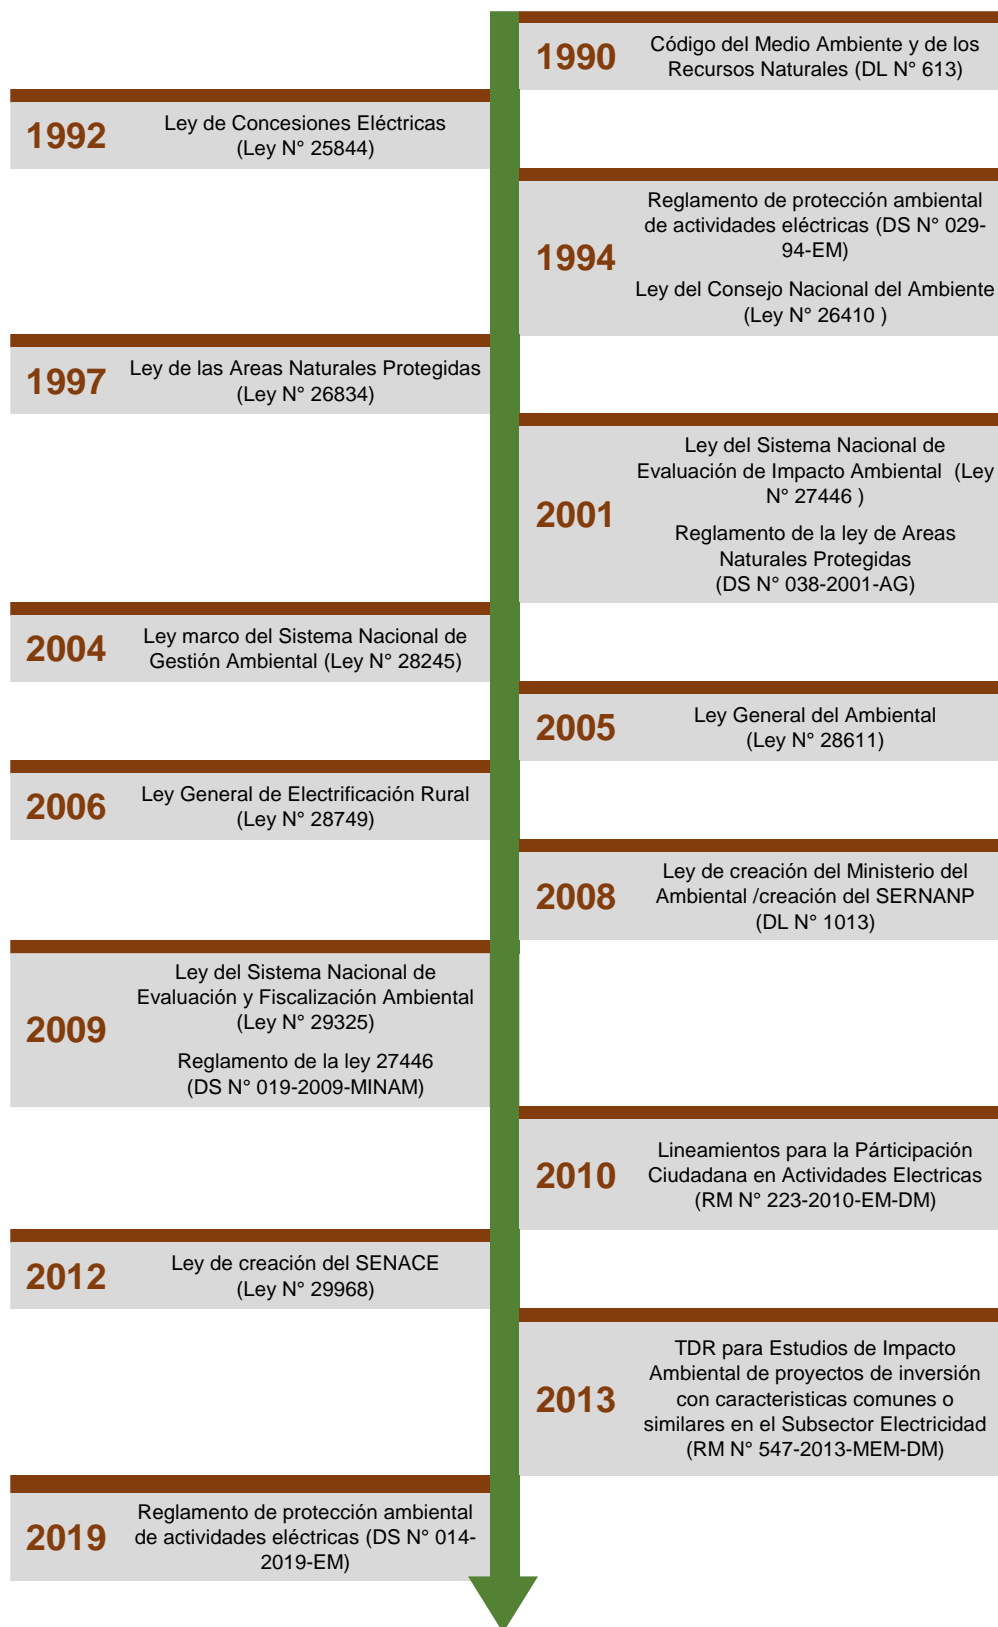 1990
Código del Medio Ambiente y de los
Recursos Naturales (DL N° 613)
1992
Ley de Concesiones Eléctricas
(Ley N° 25844)
1994
Reglamento de protección ambiental
de actividades eléctricas (DS N° 029-
94-EM)
Ley del Consejo Nacional del Ambiente
(Ley N° 26410 )
1997
Ley de las Areas Naturales Protegidas
(Ley N° 26834)
2001
Ley del Sistema Nacional de
Evaluación de Impacto Ambiental  (Ley
N° 27446 )
Reglamento de la ley de Areas
Naturales Protegidas
(DS N° 038-2001-AG)
2004
Ley marco del Sistema Nacional de
Gestión Ambiental (Ley N° 28245)
2005
Ley General del Ambiental
(Ley N° 28611)
2006
Ley General de Electrificación Rural
(Ley N° 28749)
2008
Ley de creación del Ministerio del
Ambiental /creación del SERNANP
(DL N° 1013)
2009
Ley del Sistema Nacional de
Evaluación y Fiscalización Ambiental
(Ley N° 29325)
Reglamento de la ley 27446
(DS N° 019-2009-MINAM)
2010
Lineamientos para la Párticipación
Ciudadana en Actividades Electricas
(RM N° 223-2010-EM-DM)
2012
Ley de creación del SENACE
(Ley N° 29968)
2013
TDR para Estudios de Impacto
Ambiental de proyectos de inversión
con caracteristicas comunes o
similares en el Subsector Electricidad
(RM N° 547-2013-MEM-DM)
2019
Reglamento de protección ambiental
de actividades eléctricas (DS N° 014-
2019-EM)